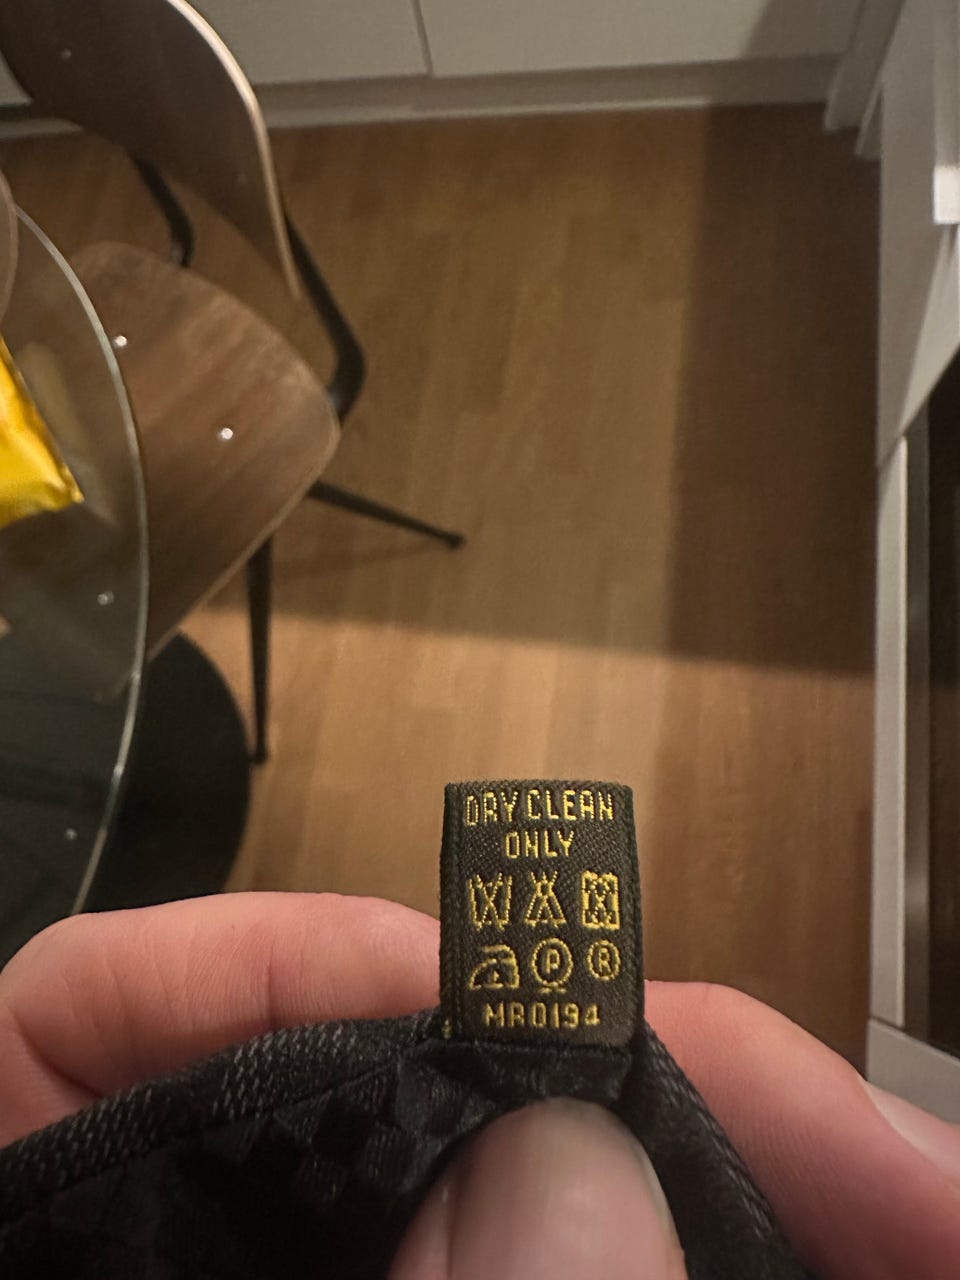 DRY CLEAN
ONLY
P ®
MR0194